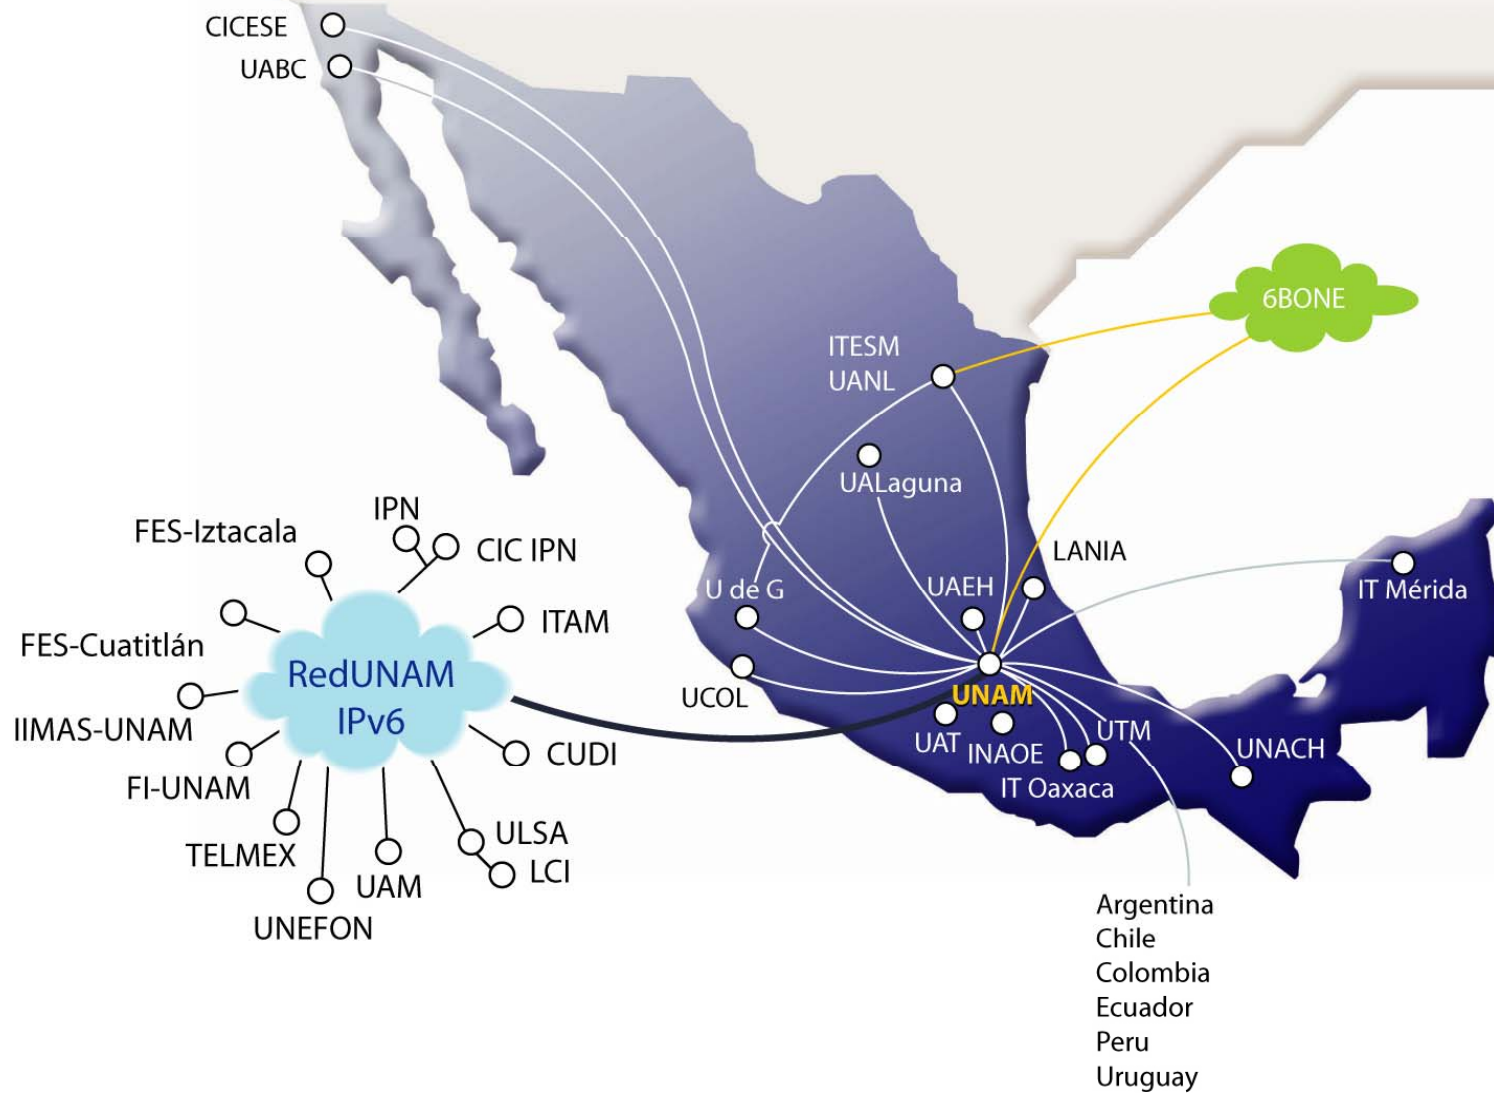 CICESE
UABC
6BONE
ITESM
UANL
UALaguna
IPN
FES-Iztacala
CIC IPN
LANIA
U de G
UAEH
IT Mérida
ITAM
FES-Cuatitlán
RedUNAM
IPv6
UCOL
UNAM
IIMAS-UNAM
UTM
UAT
INAOE
UNACH
CUDI
FI-UNAM
IT Oaxaca
ULSA
TELMEX
LCI
UAM
UNEFON
Argentina
Chile
Colombia
Ecuador
Peru
Uruguay